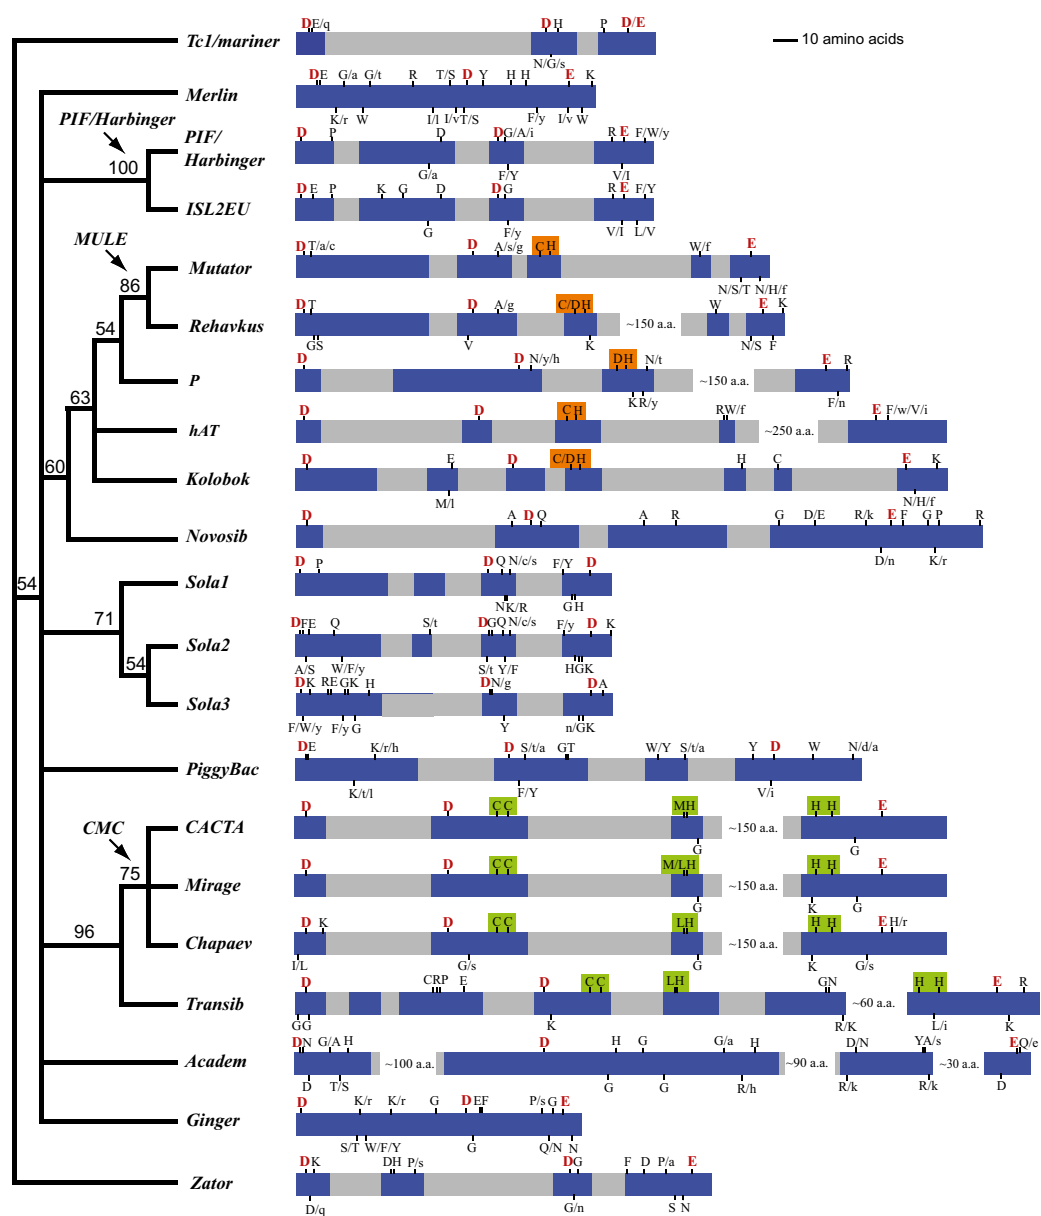 D E/q D H P D/E
10 amino acids
Tc1/mariner
N/G/s
D E G/a G/t R T/S D Y H H E K
Merlin
K/r W I/l I/v T/S F/y I/v W
PIF/Harbinger
D P D D G/A/i R E F/W/y
PIF/
Harbinger
100
G/a F/Y V/I
D E P K G D D G R E F/Y
ISL2EU
G F/y V/I L/V
MULE
D T/a/c D A/s/g C H W/f E
Mutator
86
N/S/T N/H/f
D T D A/g C/D H W E K
Rehavkus
~150 a.a.
GS V K N/S F
54
D D N/y/h D H N/t E R
P
~150 a.a.
K R/y F/n
63
D D C H R W/f E F/w/V/i
hAT
~250 a.a.
D E D C/D H H C E K
Kolobok
60
M/l N/H/f
D A D Q A R G D/E R/k E F G P R
Novosib
D/n K/r
54
D P D Q N/c/s F/Y D
Sola1
N K/R G H
71
D F E Q S/t D G Q N/c/s F/y D K
Sola2
54
A/S W/F/y S/t Y/F H G K
D K R E G K H D N/g D A
Sola3
F/W/y F/y G Y n/G K
D E K/r/h D S/t/a GT W/Y S/t/a Y D W N/d/a
PiggyBac
K/t/l F/Y V/i
D D C C M H H H E
CACTA
~150 a.a.
CMC
G G
75
D D C C M/L H H H E
Mirage
~150 a.a.
G K G
D K D C C L H H H E H/r
Chapaev
~150 a.a.
96
I/L G/s G K G/s
D C R P E D C C L H G N H H E R
Transib
~60 a.a.
G G K R/K L/i K
D N G/A H D H G G/a H D/N Y A/s E Q/e
Academ
~100 a.a. ~90 a.a. ~30 a.a.
D T/S G G R/h R/k R/k D
D K/r K/r G D E F P/s G E
Ginger
S/T W/F/Y G Q/N N
D K D H P/s D G F D P/a E
Zator
D/q G/n S N